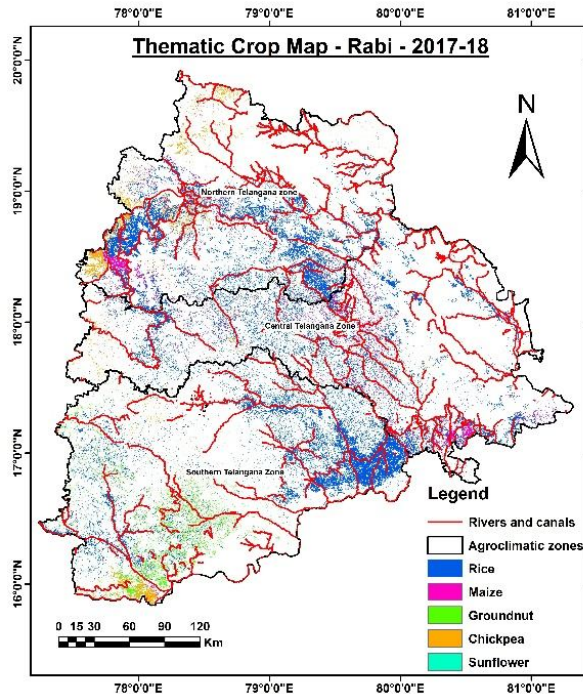 78°0'0"E 79°0'0"E 80°0'0"E 81°0'0"E
Thematic Crop Map - Rabi - 2017-18
N
20°0'0"N
19°0'0"N
18°0'0"N
17°0'0"N
16°0'0"N
Northern Telangana zone
Central Telangana Zone
Southern Telangana Zone
Legend
Rivers and canals
Agroclimatic zones
Rice
Maize
Groundnut
Chickpea
Sunflower
0 15 30 60 90 120
Km
78°0'0"E 79°0'0"E 80°0'0"E 81°0'0"E